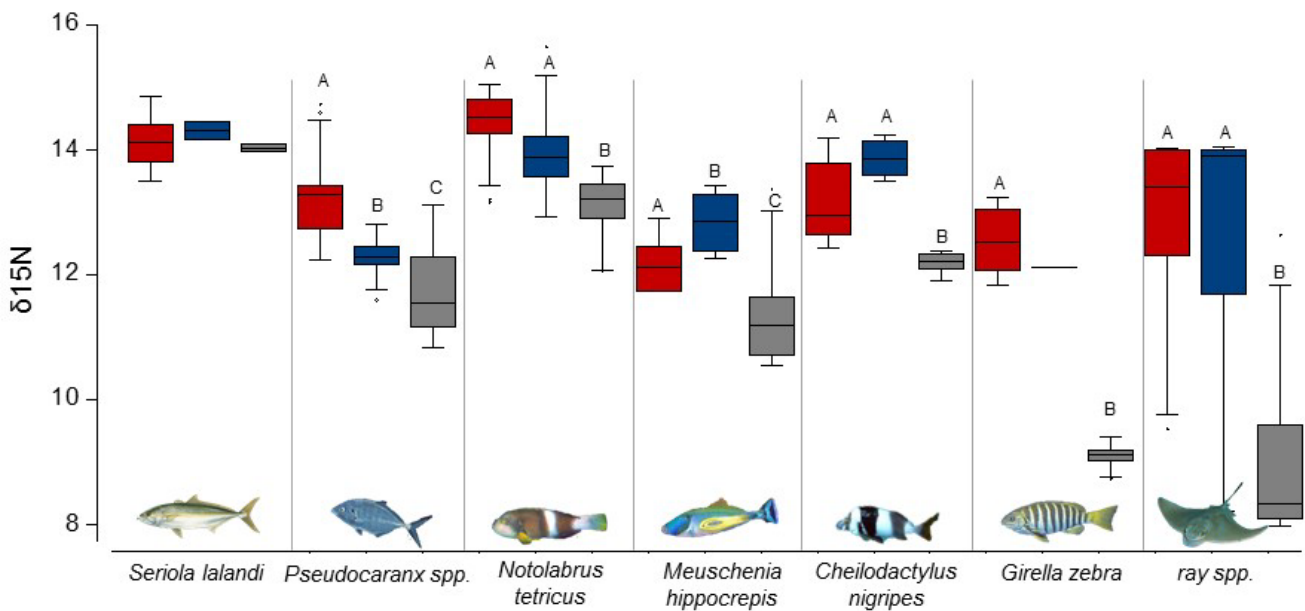 16
14
12
10
8
δ15N
A
B
C
A
A
B
A
B
C
A
A
B
A
B
A
A
B
Seriola lalandi
Pseudocaranx spp.
Notolabrus
tetricus
Meuschenia
hippocrepis
Cheilodactylus
nigripes
Girella zebra
ray spp.